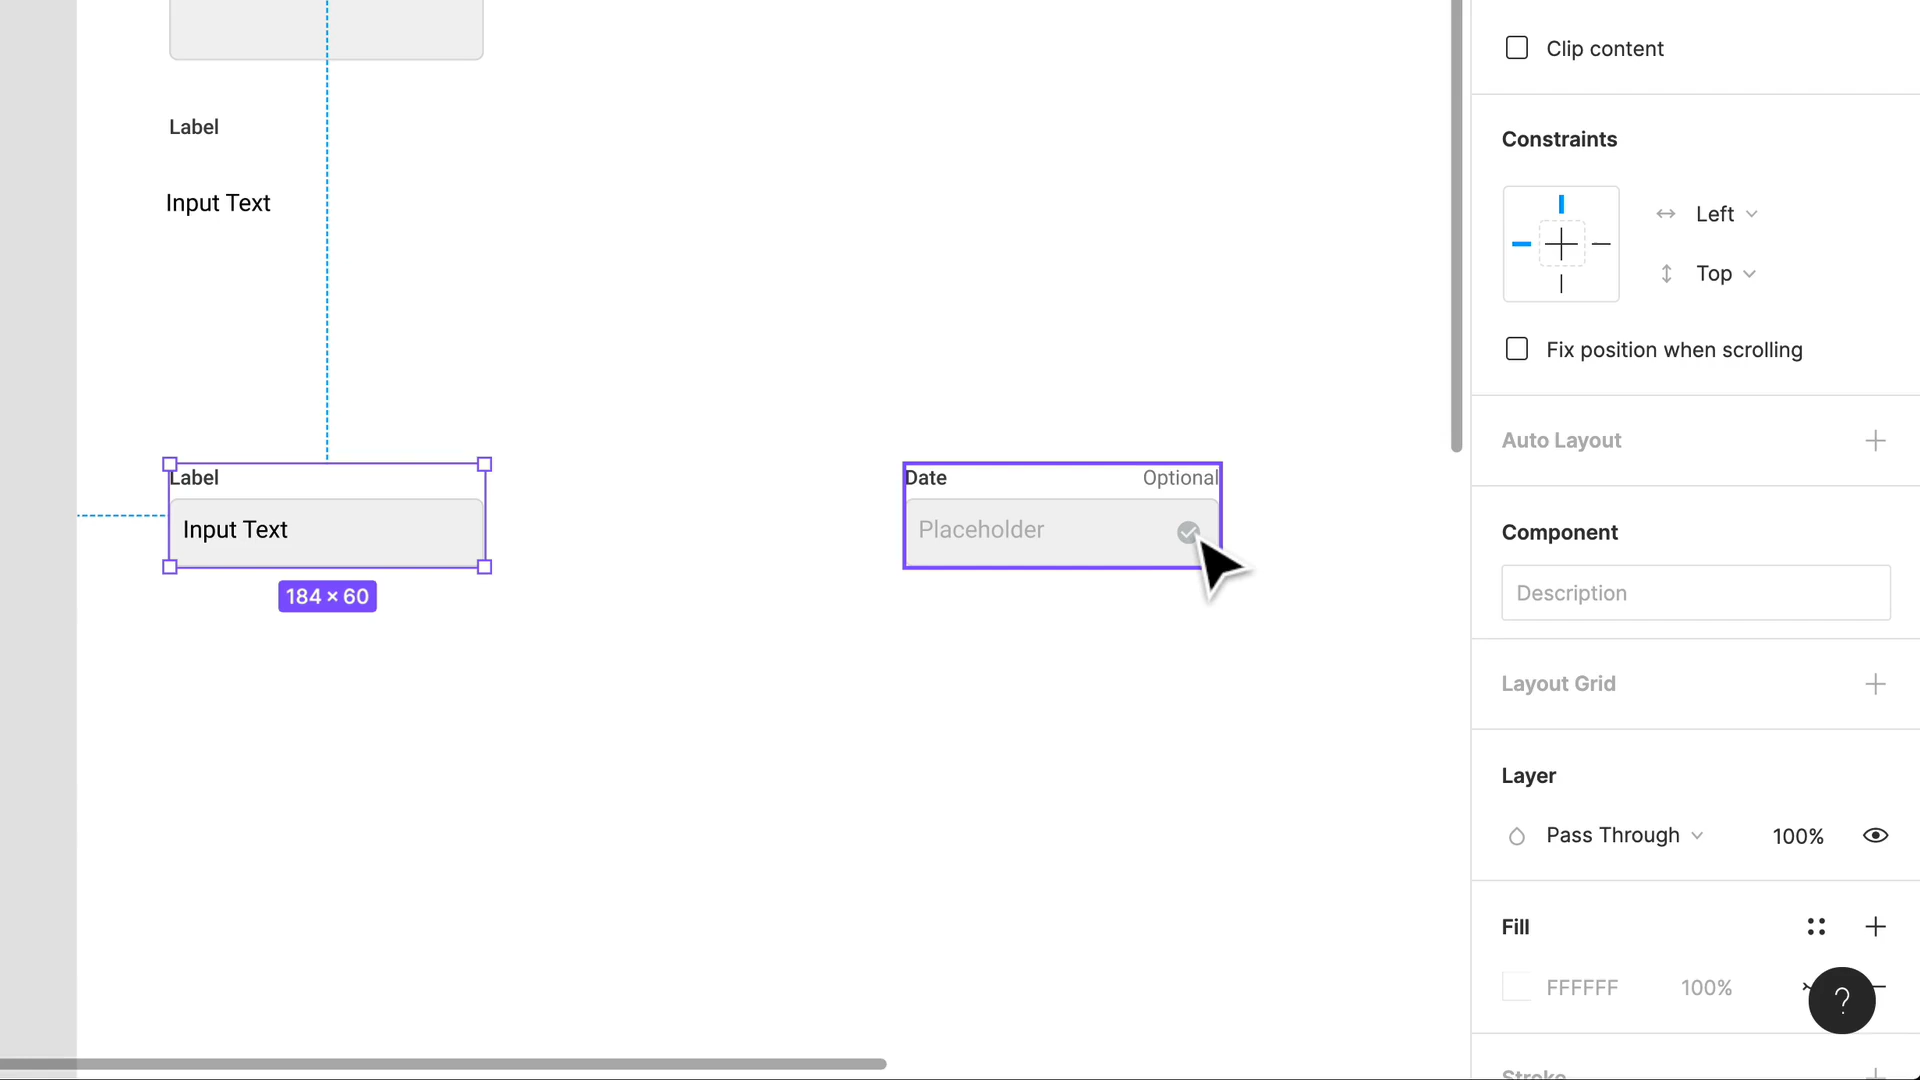 Label
Input Text
Label
Input Text
184 × 60
Date
Optional
Placeholder
Clip content
Constraints
Left
Top
Fix position when scrolling
Auto Layout
Component
Description
Layout Grid
Layer
Pass Through
100%
Fill
FFFFFF
100%
?
Stroke